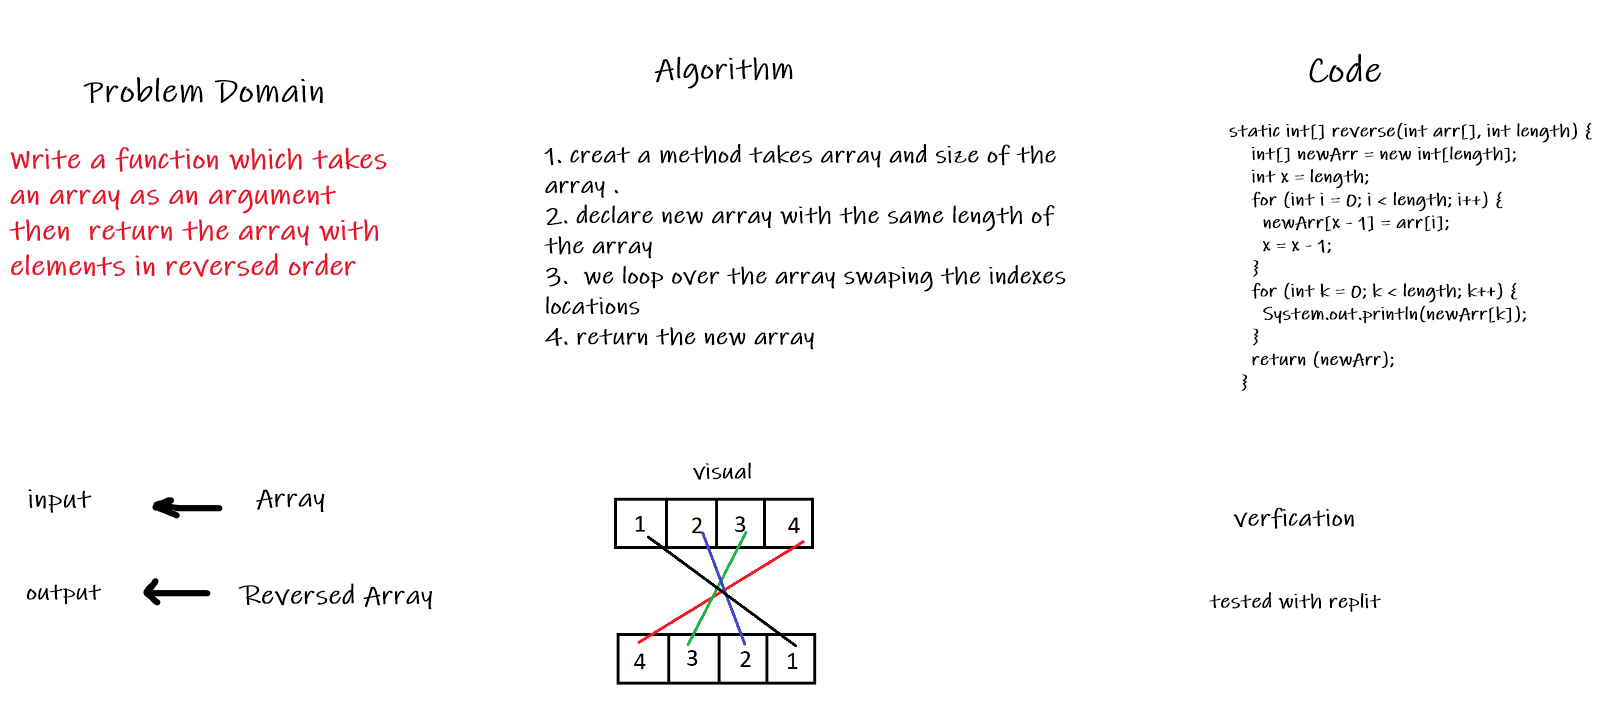 Problem Domain
Write a function which takes
an array as an argument
then return the array with
elements in reversed order
input
Array
output
Reversed Array
Algorithm
1. creat a method takes array and size of the
array .
2. declare new array with the same length of
the array
3. we loop over the array swaping the indexes
locations
4. return the new array
visual
1 2 3 4
4 3 2 1
Code
static int[] reverse(int arr[], int length) {
int[] newArr = new int[length];
int x = length;
for (int i = 0; i < length; i++) {
newArr[x - 1] = arr[i];
x = x - 1;
}
for (int k = 0; k < length; k++) {
System.out.println(newArr[k]);
}
return (newArr);
}
verfication
tested with replit